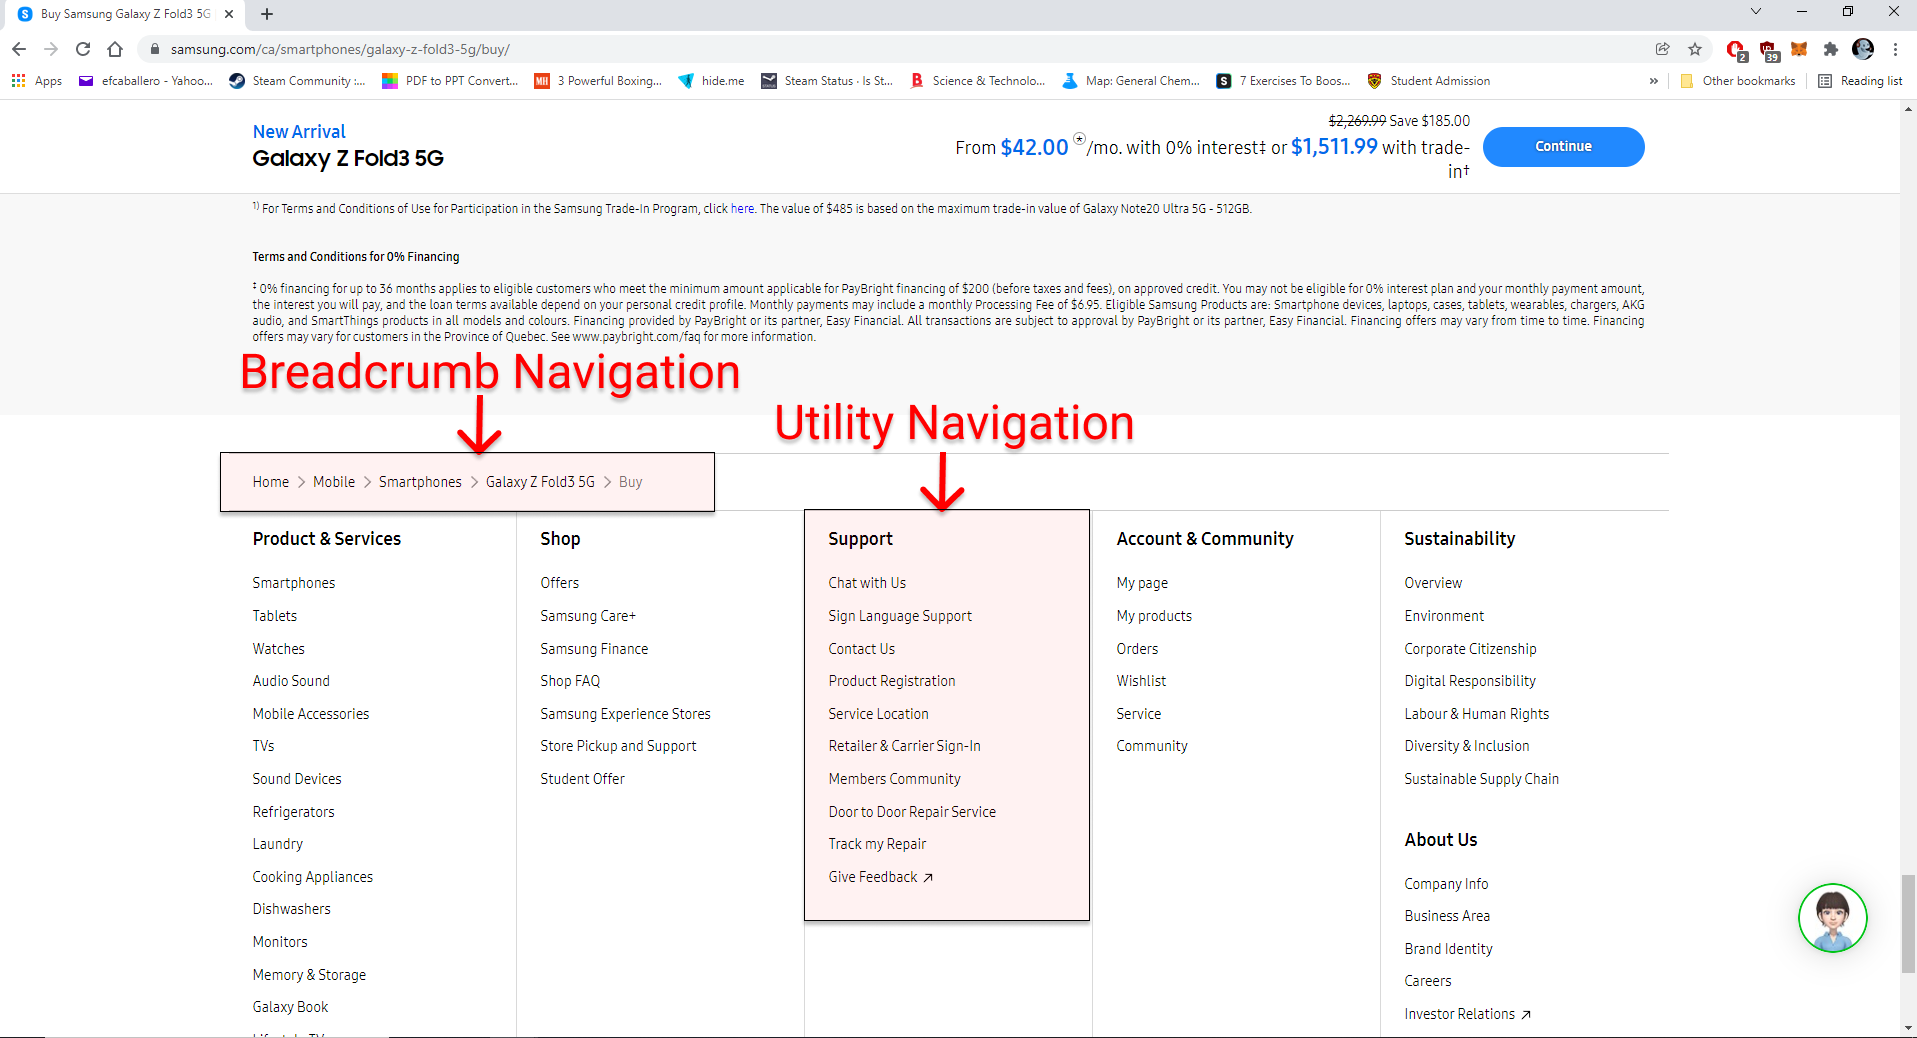 Buy Samsung Galaxy Z Fold3 5G
samsung.com/ca/smartphones/galaxy-z-fold3-5g/buy/
2
39
Apps
efcaballero - Yahoo...
Steam Community :...
PDF to PPT Convert...
MH
3 Powerful Boxing...
hide.me
Steam Status · Is St...
Science & Technolo...
Map: General Chem...
7 Exercises To Boos...
Student Admission
»
Other bookmarks
Reading list
New Arrival
Galaxy Z Fold3 5G
$2,269.99 Save $185.00
From $42.00 ⊛/mo. with 0% interest‡ or $1,511.99 with trade-
in†
Continue
1) For Terms and Conditions of Use for Participation in the Samsung Trade-In Program, click here. The value of $485 is based on the maximum trade-in value of Galaxy Note20 Ultra 5G - 512GB.
Terms and Conditions for 0% Financing
‡ 0% financing for up to 36 months applies to eligible customers who meet the minimum amount applicable for PayBright financing of $200 (before taxes and fees), on approved credit. You may not be eligible for 0% interest plan and your monthly payment amount,
the interest you will pay, and the loan terms available depend on your personal credit profile. Monthly payments may include a monthly Processing Fee of $6.95. Eligible Samsung Products are: Smartphone devices, laptops, cases, tablets, wearables, chargers, AKG
audio, and SmartThings products in all models and colours. Financing provided by PayBright or its partner, Easy Financial. All transactions are subject to approval by PayBright or its partner, Easy Financial. Financing offers may vary from time to time. Financing
offers may vary for customers in the Province of Quebec. See www.paybright.com/faq for more information.
Breadcrumb Navigation
Utility Navigation
Home > Mobile > Smartphones > Galaxy Z Fold3 5G > Buy
Product & Services
Smartphones
Tablets
Watches
Audio Sound
Mobile Accessories
TVs
Sound Devices
Refrigerators
Laundry
Cooking Appliances
Dishwashers
Monitors
Memory & Storage
Galaxy Book
Shop
Offers
Samsung Care+
Samsung Finance
Shop FAQ
Samsung Experience Stores
Store Pickup and Support
Student Offer
Support
Chat with Us
Sign Language Support
Contact Us
Product Registration
Service Location
Retailer & Carrier Sign-In
Members Community
Door to Door Repair Service
Track my Repair
Give Feedback
Account & Community
My page
My products
Orders
Wishlist
Service
Community
Sustainability
Overview
Environment
Corporate Citizenship
Digital Responsibility
Labour & Human Rights
Diversity & Inclusion
Sustainable Supply Chain
About Us
Company Info
Business Area
Brand Identity
Careers
Investor Relations